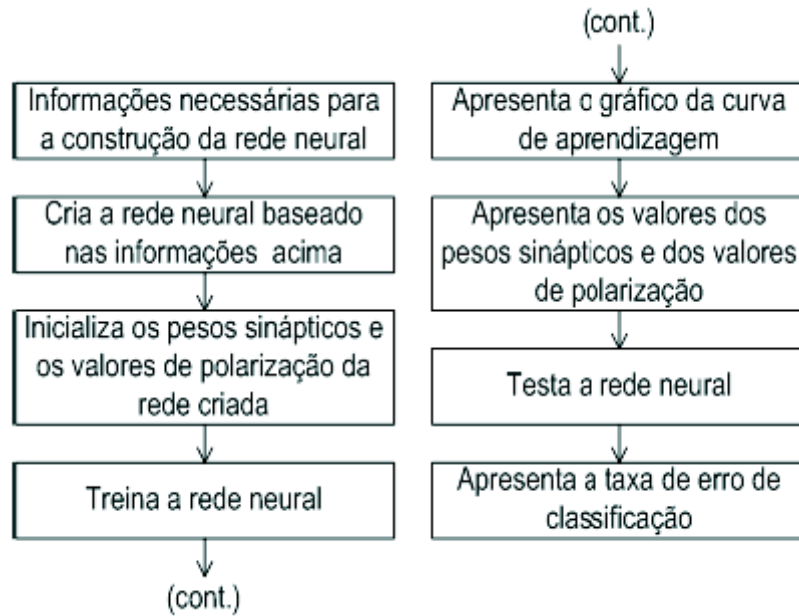 Informações necessárias para
a construção da rede neural
Cria a rede neural baseado
nas informações acima
Inicializa os pesos sinápticos e
os valores de polarização da
rede criada
Treina a rede neural
(cont.)
(cont.)
Apresenta o gráfico da curva
de aprendizagem
Apresenta os valores dos
pesos sinápticos e dos valores
de polarização
Testa a rede neural
Apresenta a taxa de erro de
classificação